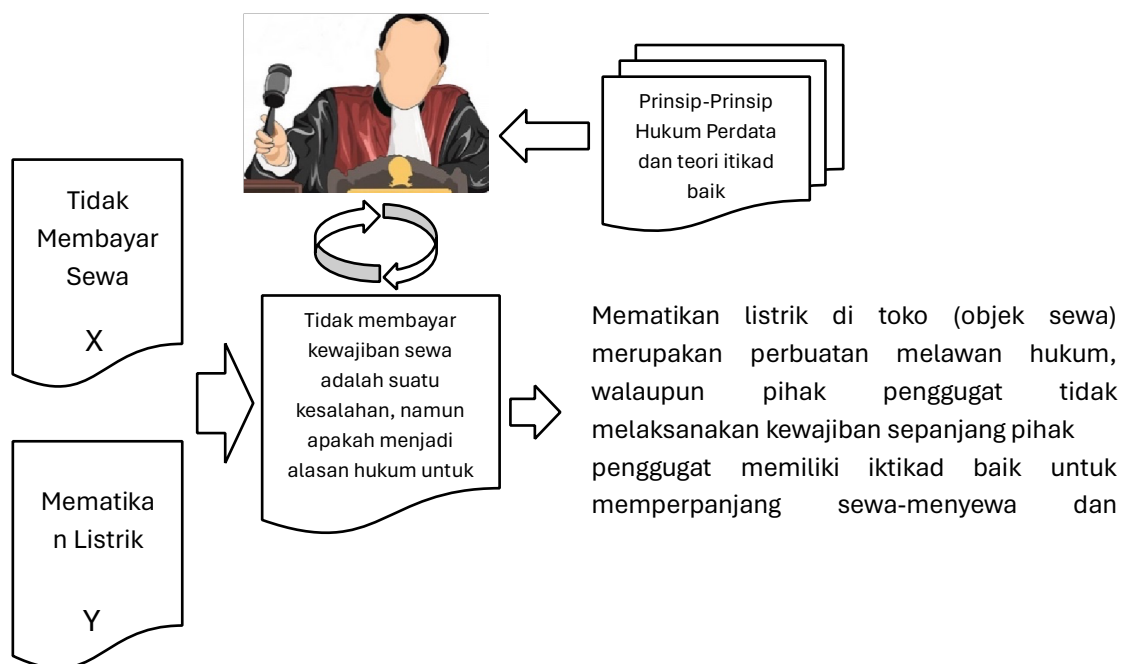 Prinsip-Prinsip
Hukum Perdata
dan teori itikad
baik
Tidak
Membayar
Sewa
X
Tidak membayar
kewajiban sewa
adalah suatu
kesalahan, namun
apakah menjadi
alasan hukum untuk
Mematikan listrik di toko (objek sewa)
merupakan perbuatan melawan hukum,
walaupun pihak penggugat tidak
melaksanakan kewajiban sepanjang pihak
penggugat memiliki iktikad baik untuk
memperpanjang sewa-menyewa dan
Mematika
n Listrik
Y